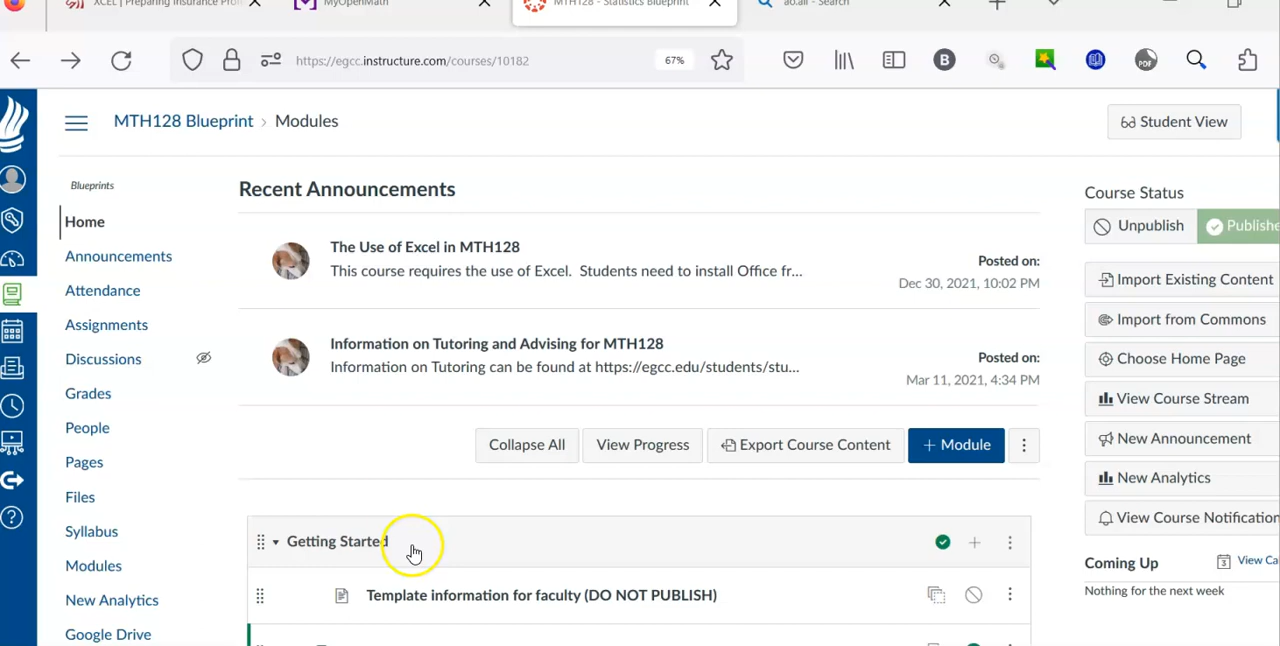 XCEL | Preparing Insurance Prof
MyOpenMath
MTH128 - Statistics Blueprint
ao.all - Search
https://egcc.instructure.com/courses/10182
67%
B
PDF
MTH128 Blueprint > Modules
Student View
Blueprints
Home
Announcements
Attendance
Assignments
Discussions
Grades
People
Pages
Files
Syllabus
Modules
New Analytics
Google Drive
Recent Announcements
The Use of Excel in MTH128
This course requires the use of Excel. Students need to install Office fr...
Posted on:
Dec 30, 2021, 10:02 PM
Information on Tutoring and Advising for MTH128
Information on Tutoring can be found at https://egcc.edu/students/stu...
Posted on:
Mar 11, 2021, 4:34 PM
Collapse All
View Progress
Export Course Content
+ Module
Getting Started
Template information for faculty (DO NOT PUBLISH)
Course Status
Unpublish
Publishe
Import Existing Content
Import from Commons
Choose Home Page
View Course Stream
New Announcement
New Analytics
View Course Notification
Coming Up
3
View Ca
Nothing for the next week